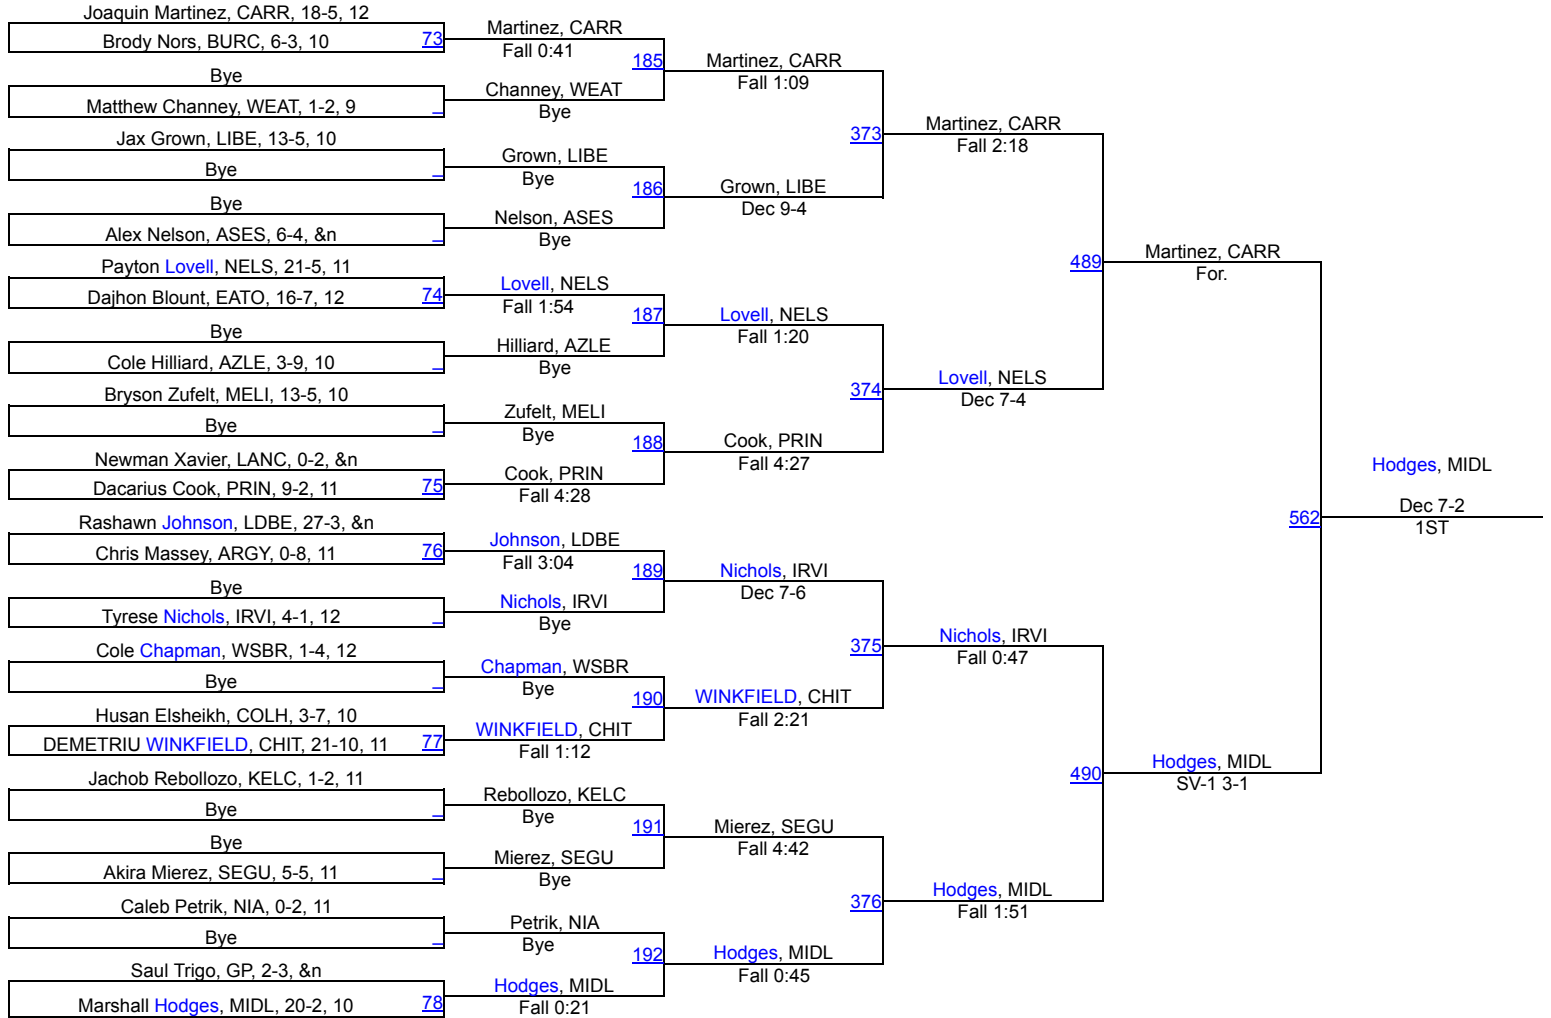 Joaquin Martinez, CARR, 18-5, 12
Brody Nors, BURC, 6-3, 10
73
Bye
Matthew Channey, WEAT, 1-2, 9
Jax Grown, LIBE, 13-5, 10
Bye
Bye
Alex Nelson, ASES, 6-4, &n
Payton Lovell, NELS, 21-5, 11
Dajhon Blount, EATO, 16-7, 12
74
Bye
Cole Hilliard, AZLE, 3-9, 10
Bryson Zufelt, MELI, 13-5, 10
Bye
Newman Xavier, LANC, 0-2, &n
Dacarius Cook, PRIN, 9-2, 11
75
Rashawn Johnson, LDBE, 27-3, &n
Chris Massey, ARGY, 0-8, 11
76
Bye
Tyrese Nichols, IRVI, 4-1, 12
Cole Chapman, WSBR, 1-4, 12
Bye
Husan Elsheikh, COLH, 3-7, 10
DEMETRIU WINKFIELD, CHIT, 21-10, 11
77
Jachob Rebollozo, KELC, 1-2, 11
Bye
Bye
Akira Mierez, SEGU, 5-5, 11
Caleb Petrik, NIA, 0-2, 11
Bye
Saul Trigo, GP, 2-3, &n
Marshall Hodges, MIDL, 20-2, 10
78
Martinez, CARR
Fall 0:41
185
Channey, WEAT
Bye
Grown, LIBE
Bye
186
Nelson, ASES
Bye
Lovell, NELS
Fall 1:54
187
Hilliard, AZLE
Bye
Zufelt, MELI
Bye
188
Cook, PRIN
Fall 4:28
Johnson, LDBE
Fall 3:04
189
Nichols, IRVI
Bye
Chapman, WSBR
Bye
190
WINKFIELD, CHIT
Fall 1:12
Rebollozo, KELC
Bye
191
Mierez, SEGU
Bye
Petrik, NIA
Bye
192
Hodges, MIDL
Fall 0:21
Martinez, CARR
Fall 1:09
373
Grown, LIBE
Dec 9-4
Lovell, NELS
Fall 1:20
374
Cook, PRIN
Fall 4:27
Nichols, IRVI
Dec 7-6
375
WINKFIELD, CHIT
Fall 2:21
Mierez, SEGU
Fall 4:42
376
Hodges, MIDL
Fall 0:45
Martinez, CARR
Fall 2:18
489
Lovell, NELS
Dec 7-4
Nichols, IRVI
Fall 0:47
490
Hodges, MIDL
Fall 1:51
Martinez, CARR
For.
562
Hodges, MIDL
SV-1 3-1
Hodges, MIDL
Dec 7-2
1ST